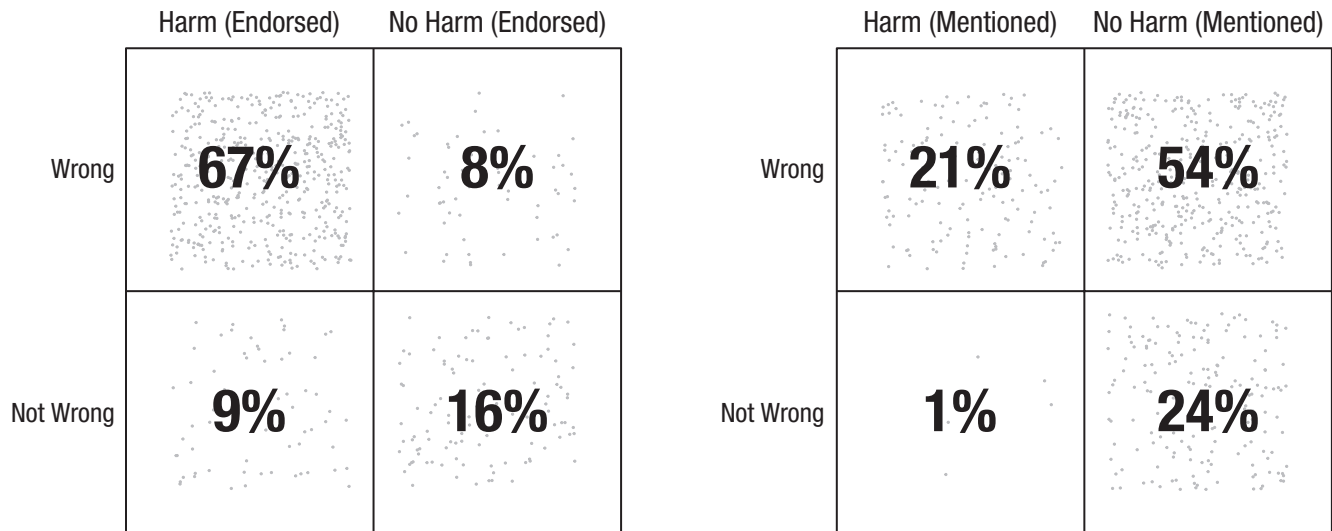 Harm (Endorsed) No Harm (Endorsed)
Wrong 67% 8%
Not Wrong 9% 16%
Harm (Mentioned) No Harm (Mentioned)
Wrong 21% 54%
Not Wrong 1% 24%